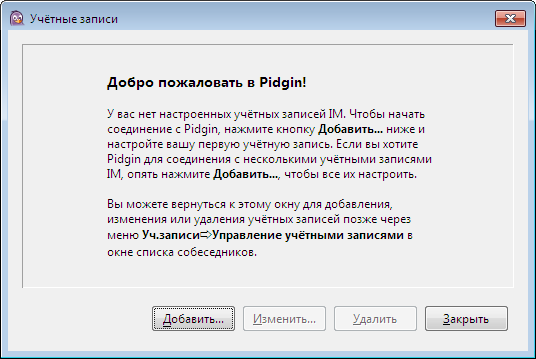 Учётные записи
Добро пожаловать в Pidgin!
У вас нет настроенных учётных записей IM. Чтобы начать
соединение с Pidgin, нажмите кнопку Добавить... ниже и
настройте вашу первую учётную запись. Если вы хотите
Pidgin для соединения с несколькими учётными записями
IM, опять нажмите Добавить..., чтобы все их настроить.
Вы можете вернуться к этому окну для добавления,
изменения или удаления учётных записей позже через
меню Уч.записи⇨Управление учётными записями в
окне списка собеседников.
Добавить... Изменить... Удалить Закрыть